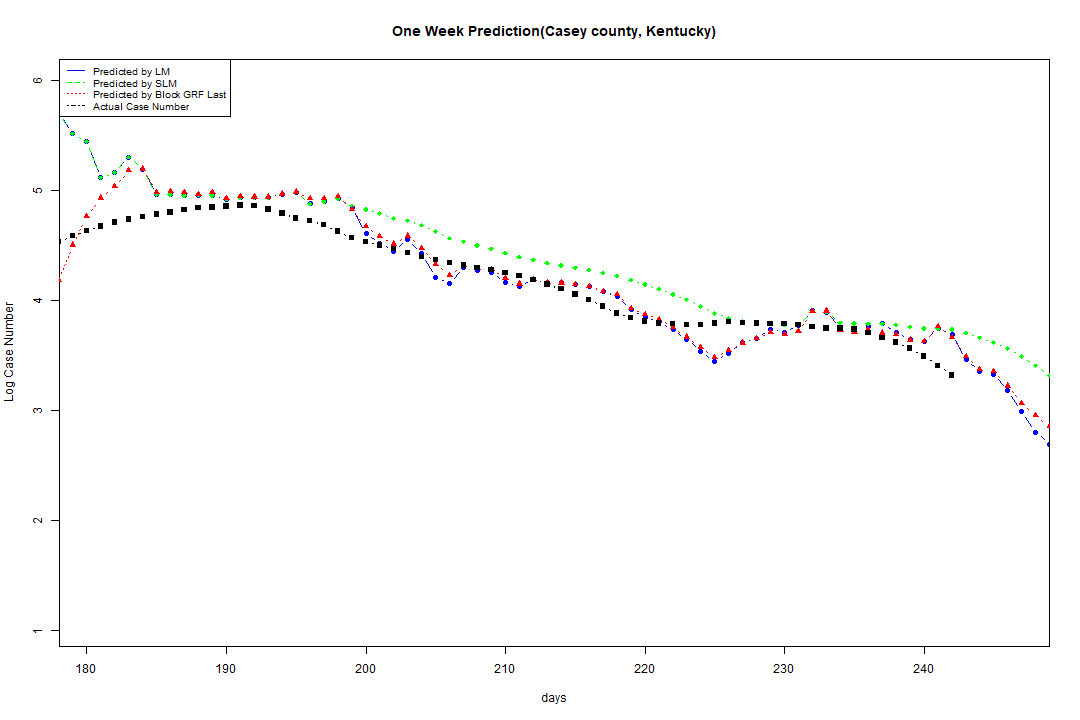 One Week Prediction(Casey county, Kentucky)
Predicted by LM
Predicted by SLM
Predicted by Block GRF Last
Actual Case Number
6
5
4
3
2
1
Log Case Number
180 190 200 210 220 230 240
days